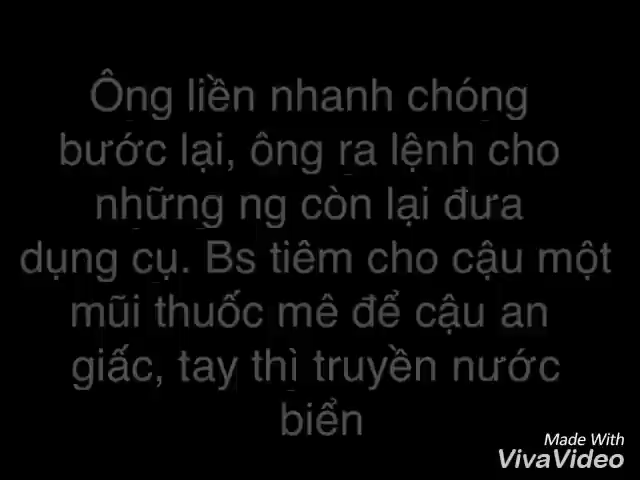 Ông liền nhanh chóng
bước lại, ông ra lệnh cho
những ng còn lại đưa
dụng cụ. Bs tiêm cho cậu một
mũi thuốc mê để cậu an
giấc, tay thì truyền nước
biển
Made With
VivaVideo